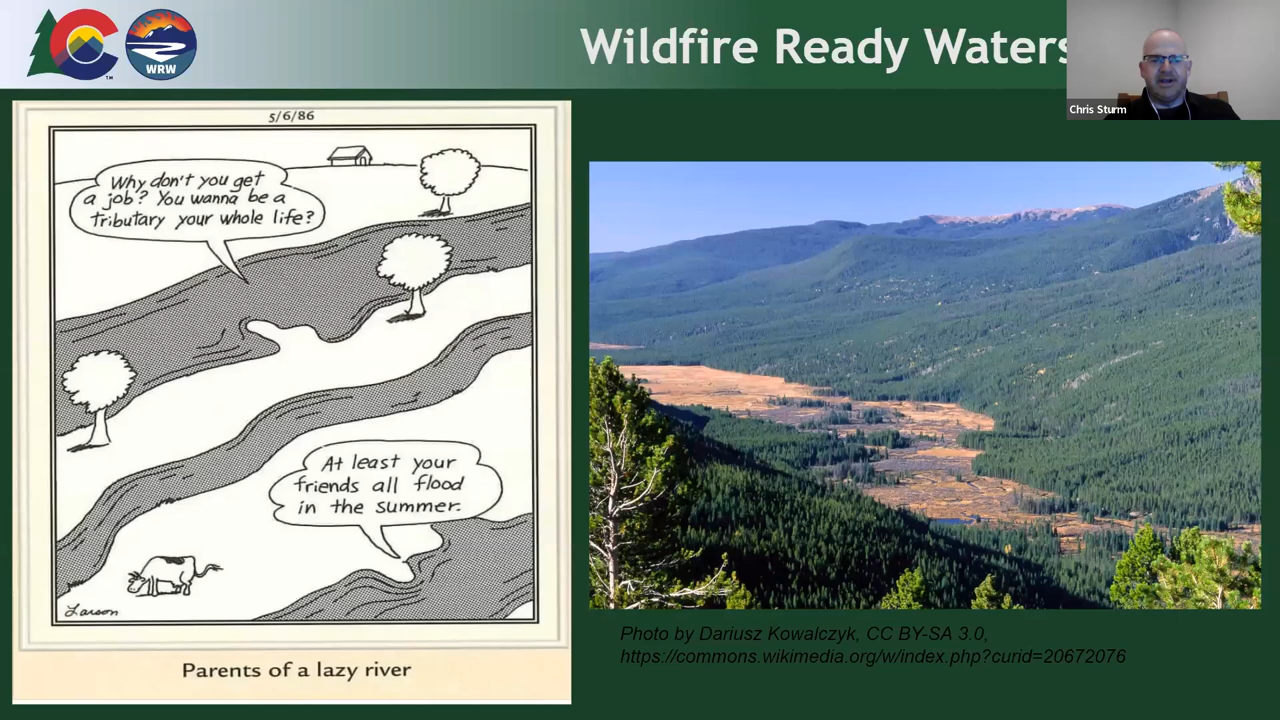 WRW
TM
Wildfire Ready Waters
Chris Sturm
5/6/86
Why don't you get
a job? You wanna be a
tributary your whole life?
At least your
friends all flood
in the summer.
Larson
Parents of a lazy river
Photo by Dariusz Kowalczyk, CC BY-SA 3.0,
https://commons.wikimedia.org/w/index.php?curid=20672076